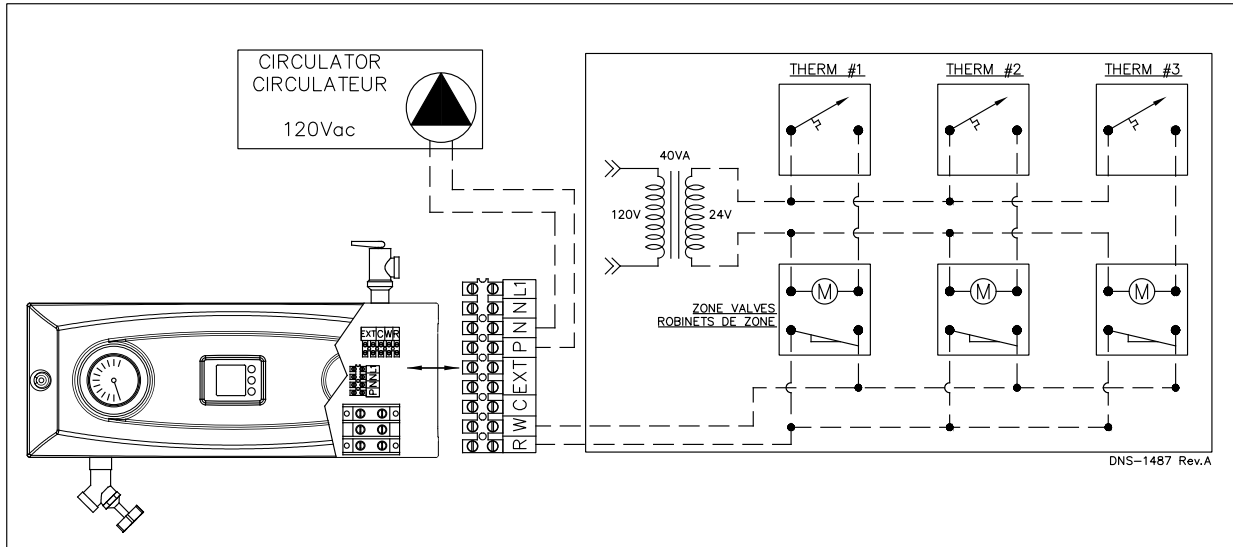 CIRCULATOR
CIRCULATEUR
120Vac
THERM #1
THERM #2
THERM #3
40VA
120V
24V
M
M
M
ZONE VALVES
ROBINETS DE ZONE
EXT C W R
P N N L1
L1
N
N
P
EXT
C
W
R
DNS-1487 Rev.A